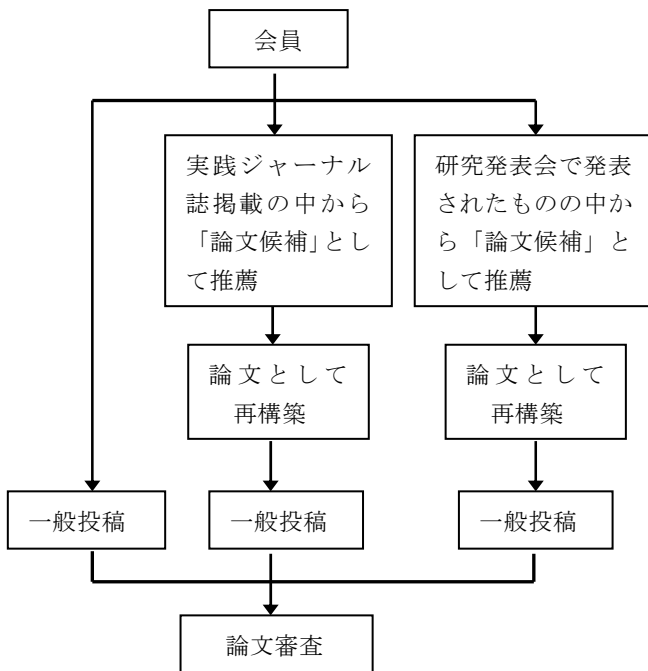 会員
実践ジャーナル
誌掲載の中から
「論文候補」とし
て推薦
研究発表会で発表
されたものの中か
ら「論文候補」と
して推薦
論文として
再構築
論文として
再構築
一般投稿
一般投稿
一般投稿
論文審査